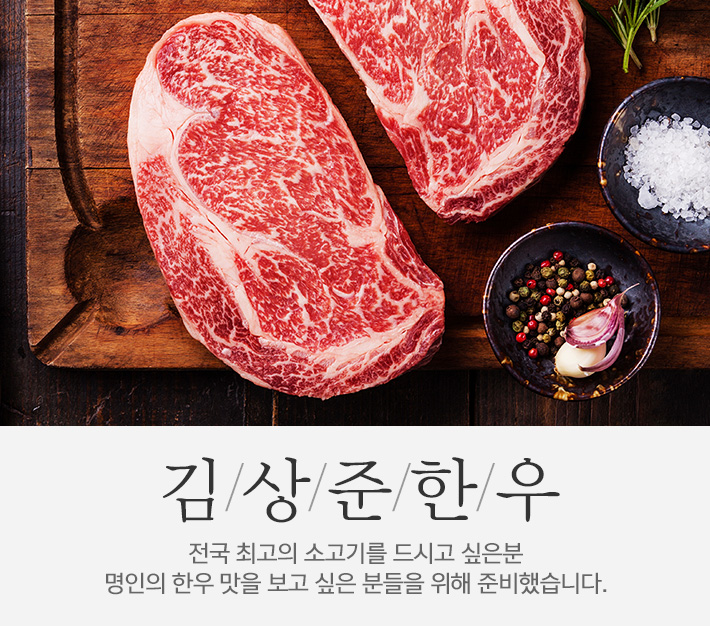 김/상/준/한/우
전국 최고의 소고기를 드시고 싶은분
명인의 한우 맛을 보고 싶은 분들을 위해 준비했습니다.